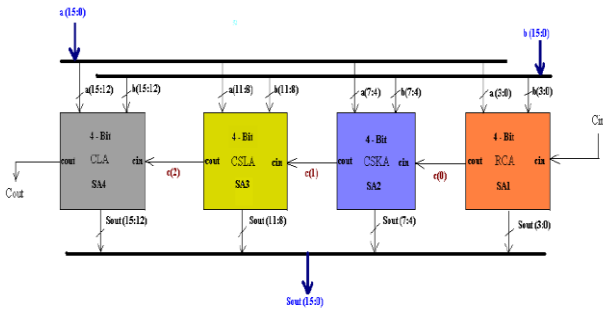 a(15:0)
b(15:0)
a(15:12)
b(15:12)
a(11:8)
b(11:8)
a(7:4)
b(7:4)
a(3:0)
b(3:0)
4 - Bit
4 - Bit
4 - Bit
4 - Bit
Cin
cout CLA cin
c(2)
cout CSLA cin
c(1)
cout CSKA cin
c(0)
cout RCA cin
SA4
SA3
SA2
SA1
Cout
Sout(15:12)
Sout(11:8)
Sout(7:4)
Sout(3:0)
Sout(15:0)